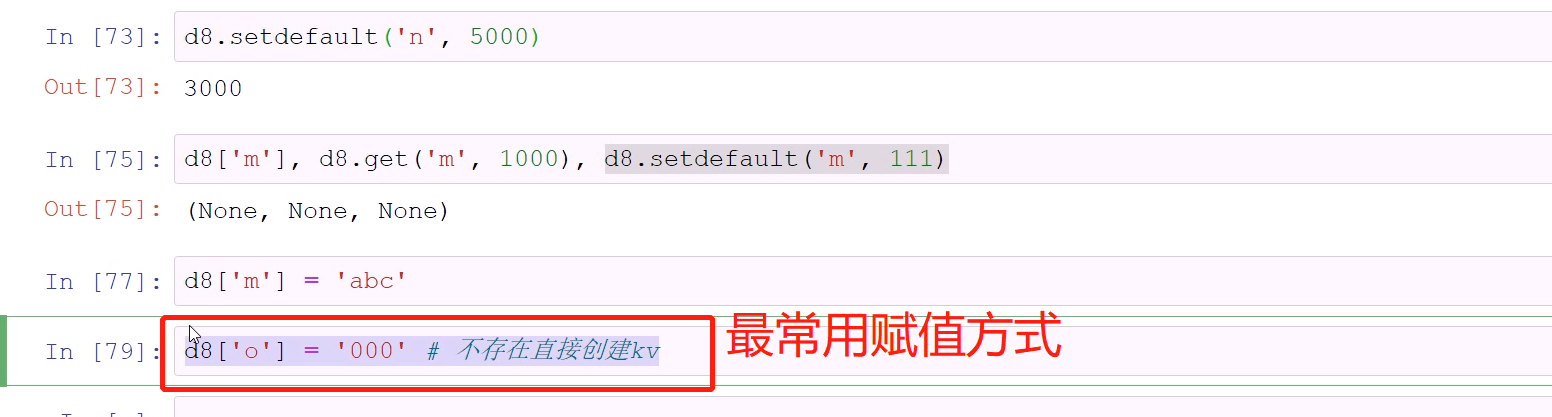 In [73]: d8.setdefault('n', 5000)
Out[73]: 3000
In [75]: d8['m'], d8.get('m', 1000), d8.setdefault('m', 111)
Out[75]: (None, None, None)
In [77]: d8['m'] = 'abc'
In [79]: d8['o'] = '000' # 不存在直接创建kv
最常用赋值方式